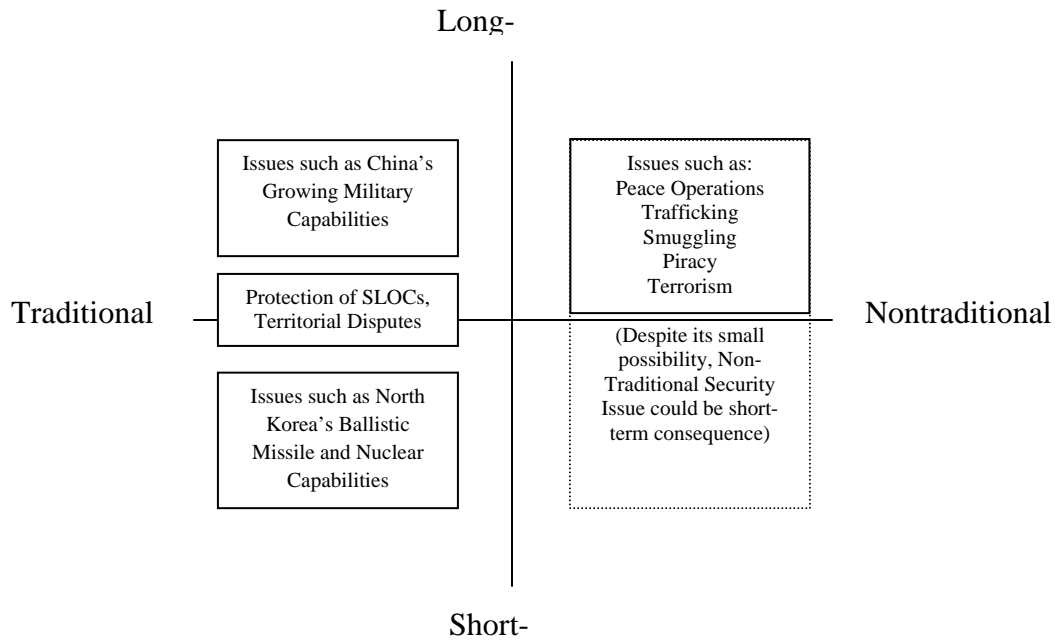 Long-
Issues such as China’s
Growing Military
Capabilities
Issues such as:
Peace Operations
Trafficking
Smuggling
Piracy
Terrorism
Traditional
Protection of SLOCs,
Territorial Disputes
Nontraditional
(Despite its small
possibility, Non-
Traditional Security
Issue could be short-
term consequence)
Issues such as North
Korea’s Ballistic
Missile and Nuclear
Capabilities
Short-